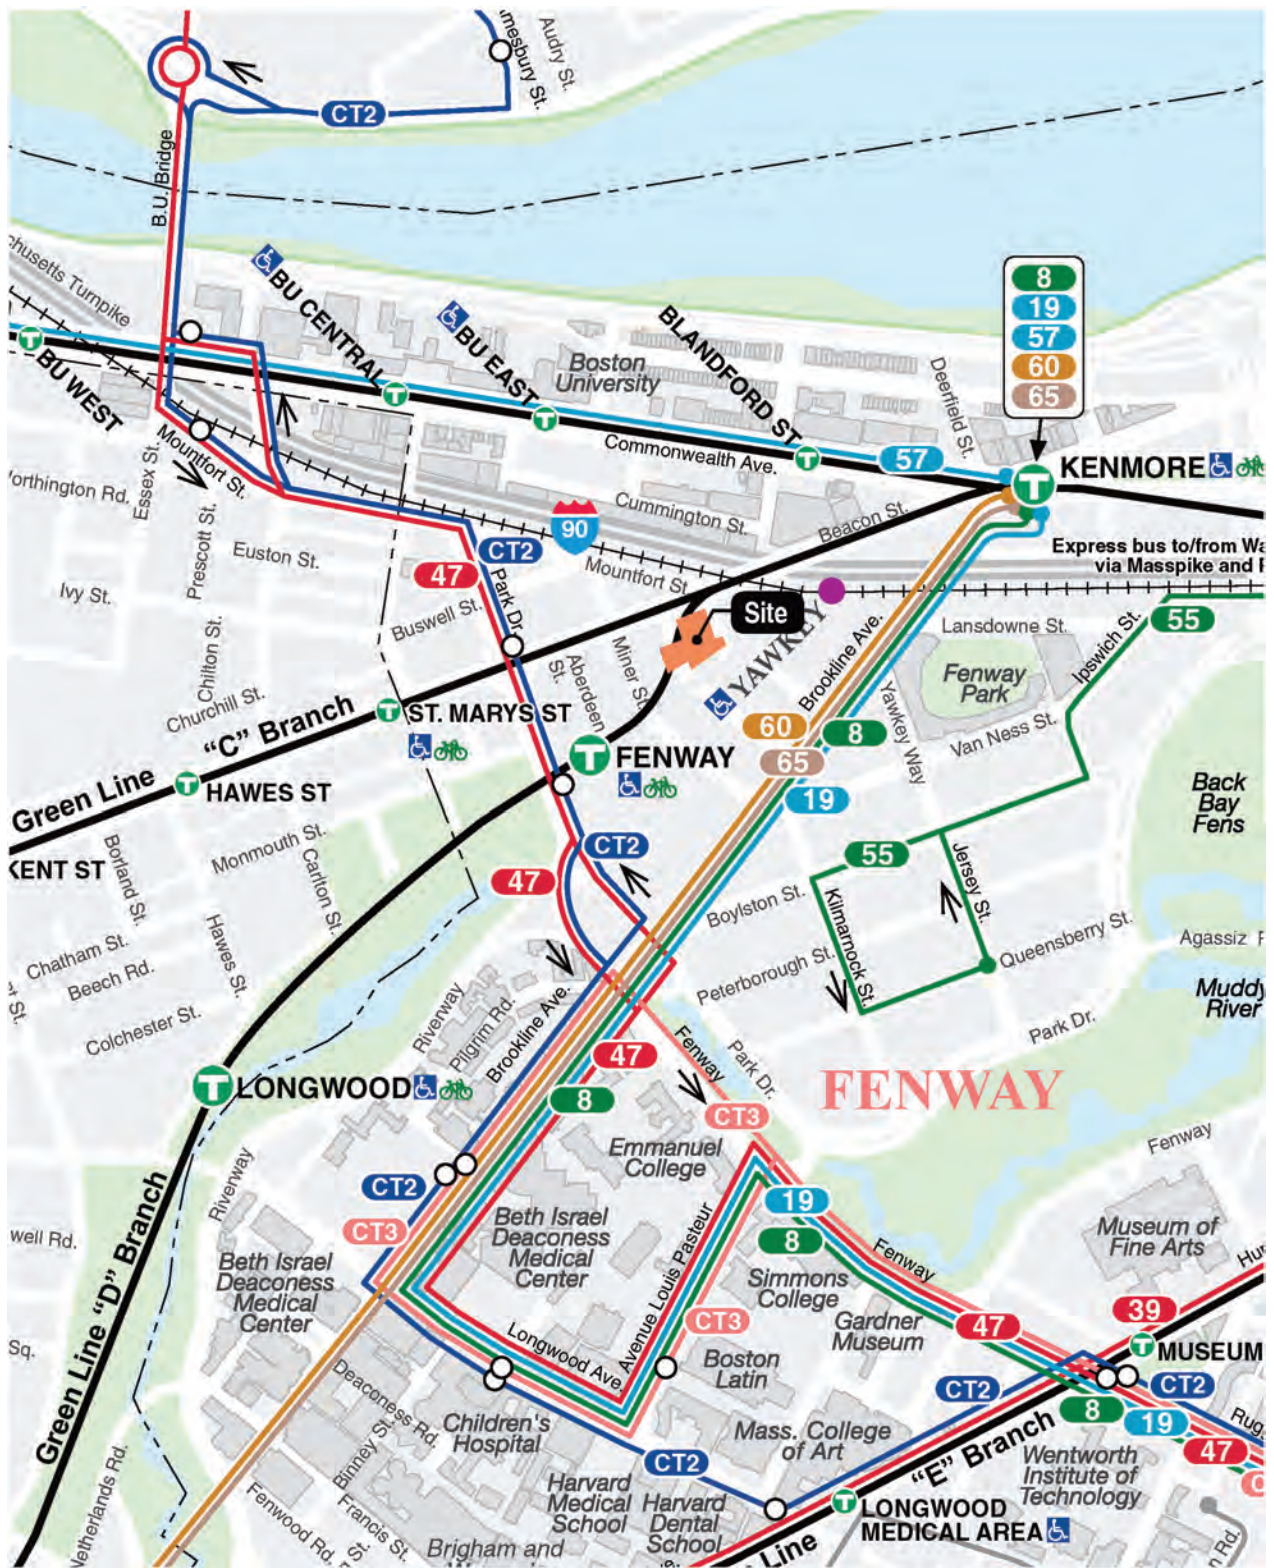 mesbury St.
Audry St.
CT2
B.U. Bridge
chusetts Turnpike
BU CENTRAL
BU EAST
BLANDFORD ST
BU WEST
Boston
University
Deerfield St.
8
19
57
60
65
Commonwealth Ave.
57
KENMORE
Essex St.
Mountfort St.
orthington Rd.
Prescott St.
Euston St.
Ivy St.
Cummington St.
Beacon St.
90
Mountfort St
CT2
47
Park Dr.
Buswell St.
Express bus to/from Wa
via Masspike and
Site
YAWKEY
Brookline Ave.
Lansdowne St.
Ipswich St.
55
Fenway
Park
Yawkey Way
Van Ness St.
Chilton St.
Churchill St.
Aberdeen
St.
Miner St.
"C" Branch
Green Line
ST. MARYS ST
HAWES ST
KENT ST
FENWAY
60
8
65
19
Back
Bay
Fens
Borland St.
Monmouth St.
Carlton St.
Hawes St.
Chatham St.
Beech Rd.
Colchester St.
et St.
CT2
47
55
Jersey St.
Kilmarnock St.
Boylston St.
Peterborough St.
Queensberry St.
Agassiz
Muddy
River
Park Dr.
Riverway
Pilgrim Rd.
Brookline Ave.
Fenway
Park Dr.
LONGWOOD
47
8
FENWAY
CT3
Emmanuel
College
Fenway
Riverway
well Rd.
Green Line "D" Branch
CT2
CT3
Beth Israel
Deaconess
Medical
Center
Beth Israel
Deaconess
Medical
Center
Avenue Louis Pasteur
19
8
Simmons
College
Fenway
Museum of
Fine Arts
Gardner
Museum
Sq.
Longwood Ave.
CT3
Boston
Latin
47
39
MUSEUM
Hun
Deaconess Rd.
Binney St.
Children's
Hospital
CT2
Mass. College
of Art
CT2
"E" Branch
CT2
8
19
47
Rug
Wentworth
Institute of
Technology
Netherlands Rd.
Fenwood Rd.
Francis St.
St.
Harvard
Medical
School
Harvard
Dental
School
LONGWOOD
MEDICAL AREA
Brigham and
Line
Rd.